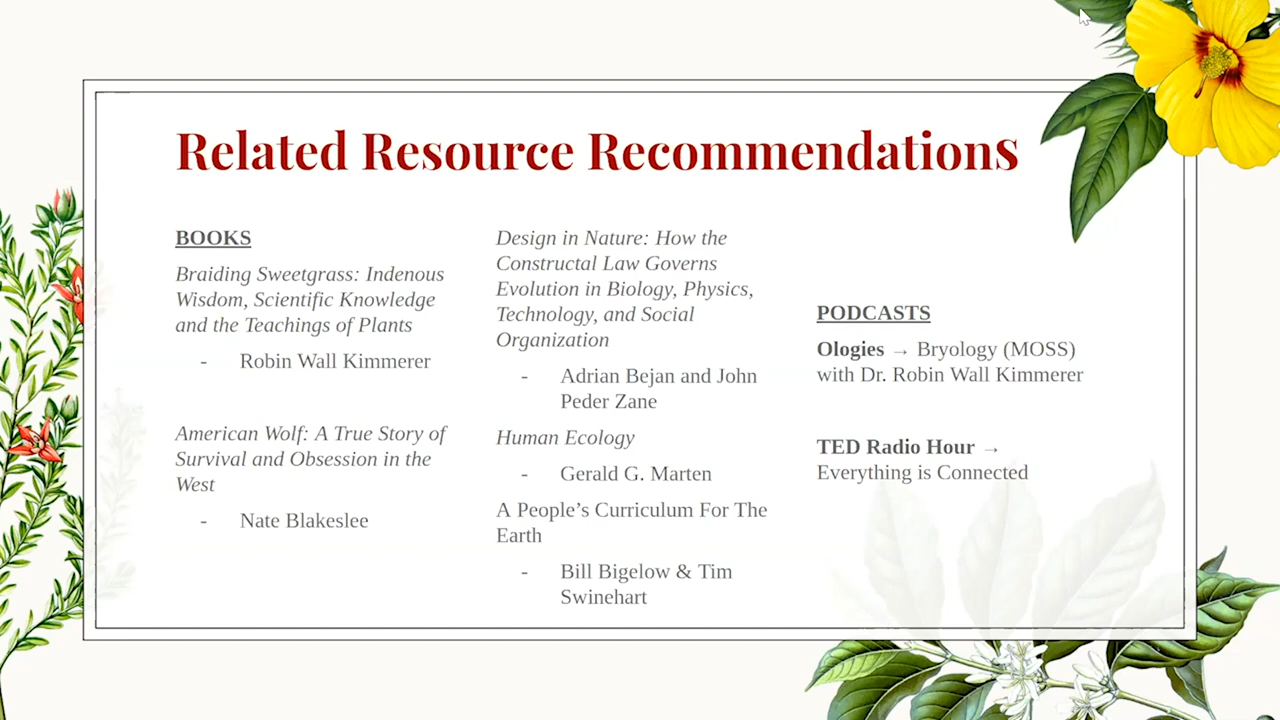 Related Resource Recommendations
BOOKS
Braiding Sweetgrass: Indenous
Wisdom, Scientific Knowledge
and the Teachings of Plants
- Robin Wall Kimmerer
American Wolf: A True Story of
Survival and Obsession in the
West
- Nate Blakeslee
Design in Nature: How the
Constructal Law Governs
Evolution in Biology, Physics,
Technology, and Social
Organization
- Adrian Bejan and John
Peder Zane
Human Ecology
- Gerald G. Marten
A People’s Curriculum For The
Earth
- Bill Bigelow & Tim
Swinehart
PODCASTS
Ologies → Bryology (MOSS)
with Dr. Robin Wall Kimmerer
TED Radio Hour →
Everything is Connected